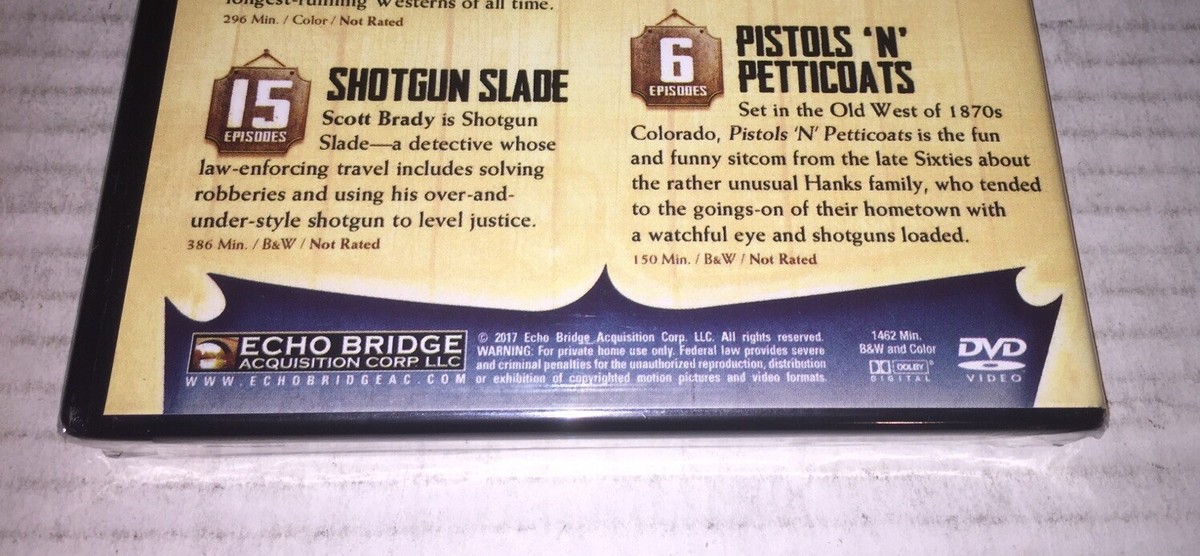 longest-running Westerns of all time.
296 Min. / Color / Not Rated
15
EPISODES
SHOTGUN SLADE
Scott Brady is Shotgun
Slade—a detective whose
law-enforcing travel includes solving
robberies and using his over-and-
under-style shotgun to level justice.
386 Min. / B&W / Not Rated
6
EPISODES
PISTOLS ‘N’
PETTICOATS
Set in the Old West of 1870s
Colorado, Pistols ‘N’ Petticoats is the fun
and funny sitcom from the late Sixties about
the rather unusual Hanks family, who tended
to the goings-on of their hometown with
a watchful eye and shotguns loaded.
150 Min. / B&W / Not Rated
ECHO BRIDGE
ACQUISITION CORP LLC
WWW.ECHOBRIDGEAC.COM
© 2017 Echo Bridge Acquisition Corp. LLC. All rights reserved.
WARNING: For private home use only. Federal law provides severe
and criminal penalties for the unauthorized reproduction, distribution
or exhibition of copyrighted motion pictures and video formats.
1462 Min.
B&W and Color
DOLBY
DIGITAL
DVD
VIDEO